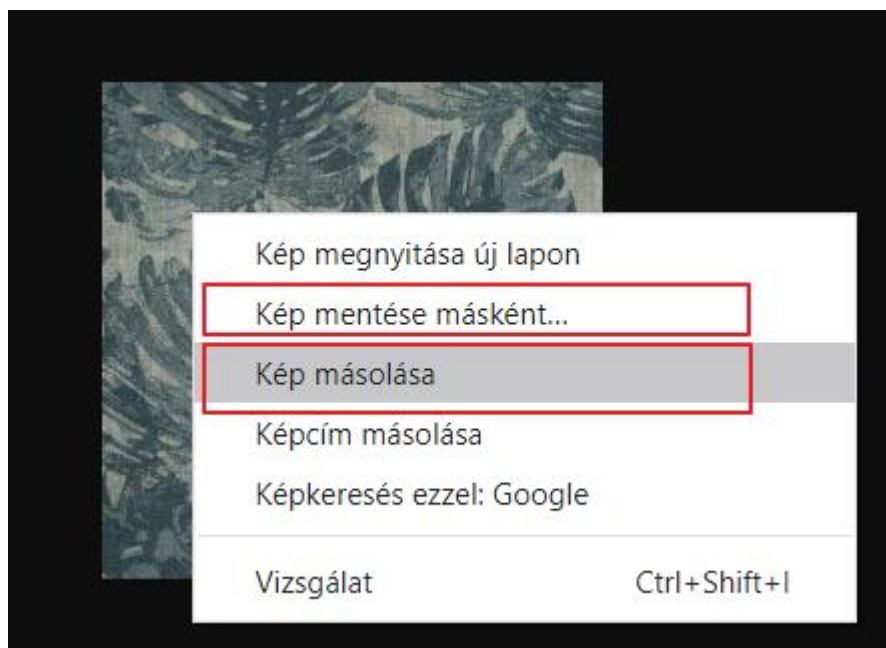 Kép megnyitása új lapon
Kép mentése másként...
Kép másolása
Képcím másolása
Képkeresés ezzel: Google
Vizsgálat Ctrl+Shift+I